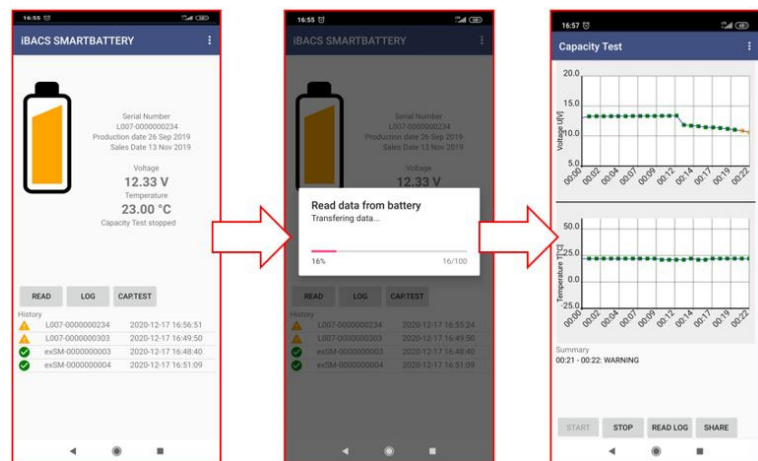 16:55
iBACS SMARTBATTERY
Serial Number
L007-0000000234
Production date 26 Sep 2019
Sales Date 13 Nov 2019
Voltage
12.33 V
Temperature
23.00 °C
Capacity Test stopped
READ LOG CAP.TEST
History
L007-0000000234 2020-12-17 16:56:51
L007-0000000303 2020-12-17 16:49:50
exSM-0000000003 2020-12-17 16:48:40
exSM-0000000004 2020-12-17 16:51:09
16:55
iBACS SMARTBATTERY
Serial Number
L007-0000000234
Production date 26 Sep 2019
Sales Date 13 Nov 2019
Voltage
12.33 V
Read data from battery
Transfering data...
16% 16/100
READ LOG CAP.TEST
History
L007-0000000234 2020-12-17 16:55:24
L007-0000000303 2020-12-17 16:49:50
exSM-0000000003 2020-12-17 16:48:40
exSM-0000000004 2020-12-17 16:51:09
16:57
Capacity Test
Voltage U[V]
20.0
15.0
10.0
5.0
00:00 00:02 00:04 00:07 00:09 00:12 00:14 00:17 00:19 00:22
Temperature T[°C]
50.0
25.0
0.0
-25.0
00:00 00:02 00:04 00:07 00:09 00:12 00:14 00:17 00:19 00:22
Summary
00:21 - 00:22: WARNING
START STOP READ LOG SHARE